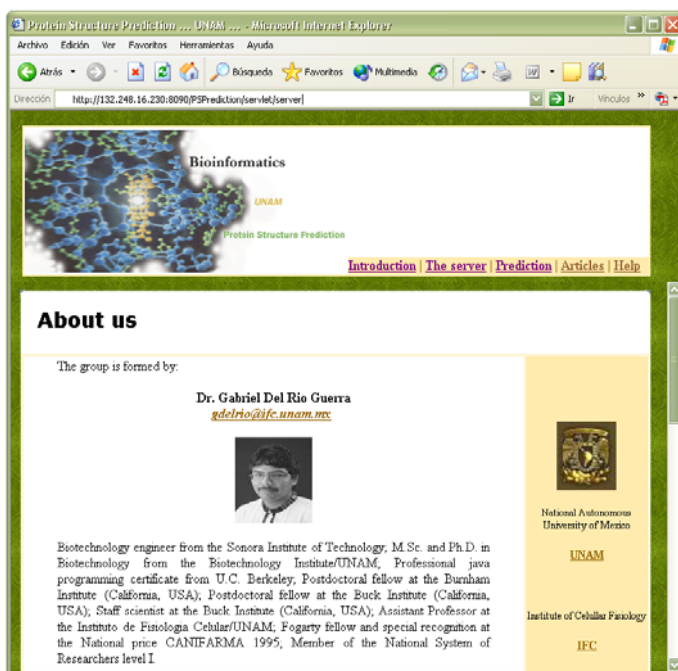 Protein Structure Prediction ... UNAM ... - Microsoft Internet Explorer
Archivo Edición Ver Favoritos Herramientas Ayuda
Atrás Búsqueda Favoritos Multimedia
Dirección http://132.248.16.230:8090/PSPrediction/servlet/server Ir Vínculos »
Bioinformatics
UNAM
Protein Structure Prediction
Introduction | The server | Prediction | Articles | Help
About us
The group is formed by:
Dr. Gabriel Del Rio Guerra
gdelrio@ifc.unam.mx
Biotechnology engineer from the Sonora Institute of Technology; M.Sc. and Ph.D. in
Biotechnology from the Biotechnology Institute/UNAM; Professional java
programming certificate from U.C. Berkeley; Postdoctoral fellow at the Burnham
Institute (California, USA); Postdoctoral fellow at the Buck Institute (California,
USA); Staff scientist at the Buck Institute (California, USA); Assistant Professor at
the Instituto de Fisiologia Celular/UNAM; Fogarty fellow and special recognition at
the National price CANIFARMA 1995; Member of the National System of
Researchers level I.
National Autonomous
University of Mexico
UNAM
Institute of Celullar Fisiology
IFC